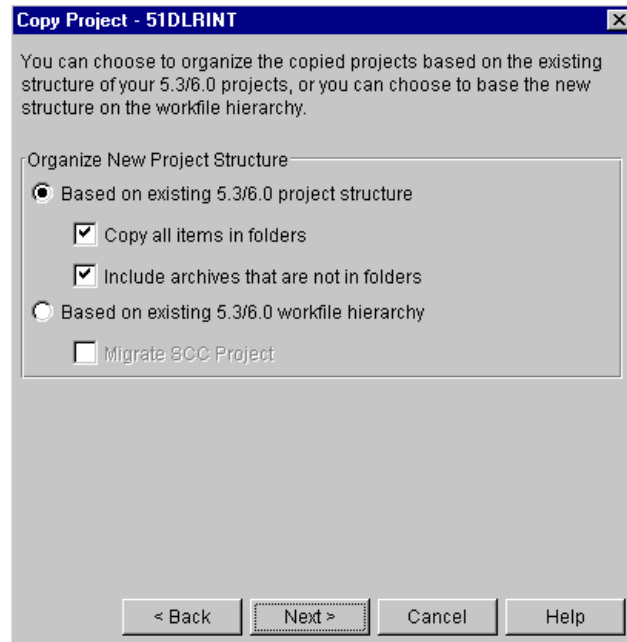 Copy Project - 51DLRINT
You can choose to organize the copied projects based on the existing
structure of your 5.3/6.0 projects, or you can choose to base the new
structure on the workfile hierarchy.
Organize New Project Structure
Based on existing 5.3/6.0 project structure
Copy all items in folders
Include archives that are not in folders
Based on existing 5.3/6.0 workfile hierarchy
Migrate SCC Project
< Back Next > Cancel Help